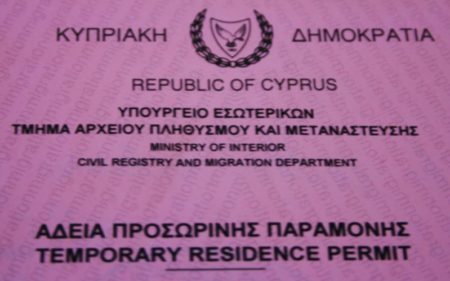 ΚΥΠΡΙΑΚΗ ΔΗΜΟΚΡΑΤΙΑ
REPUBLIC OF CYPRUS
ΥΠΟΥΡΓΕΙΟ ΕΣΩΤΕΡΙΚΩΝ
ΤΜΗΜΑ ΑΡΧΕΙΟΥ ΠΛΗΘΥΣΜΟΥ ΚΑΙ ΜΕΤΑΝΑΣΤΕΥΣΗΣ
MINISTRY OF INTERIOR
CIVIL REGISTRY AND MIGRATION DEPARTMENT
ΑΔΕΙΑ ΠΡΟΣΩΡΙΝΗΣ ΠΑΡΑΜΟΝΗΣ
TEMPORARY RESIDENCE PERMIT